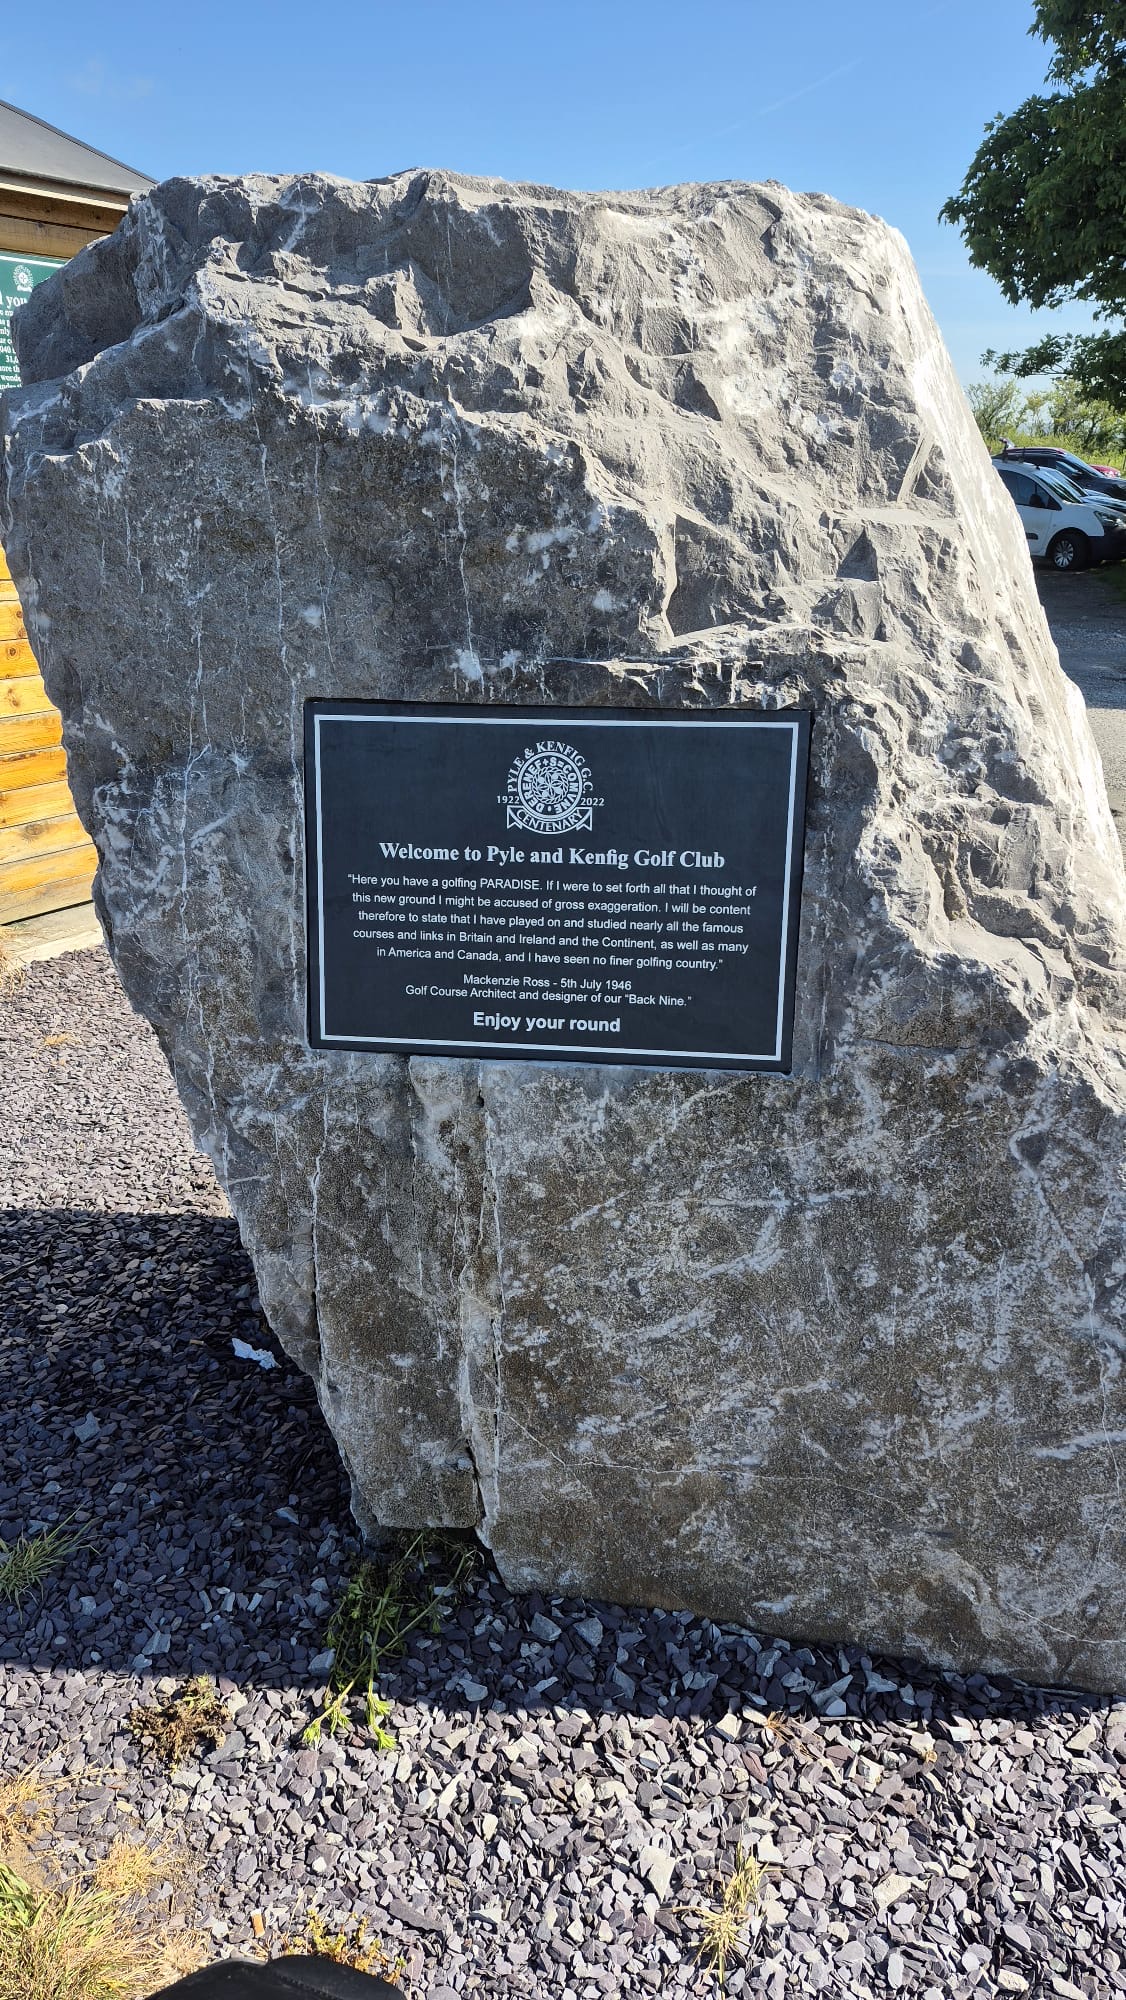 PYLE & KENFIG G.C.
1922 2022
CENTENARY
Welcome to Pyle and Kenfig Golf Club
"Here you have a golfing PARADISE. If I were to set forth all that I thought of
this new ground I might be accused of gross exaggeration. I will be content
therefore to state that I have played on and studied nearly all the famous
courses and links in Britain and Ireland and the Continent, as well as many
in America and Canada, and I have seen no finer golfing country."
Mackenzie Ross - 5th July 1946
Golf Course Architect and designer of our "Back Nine."
Enjoy your round